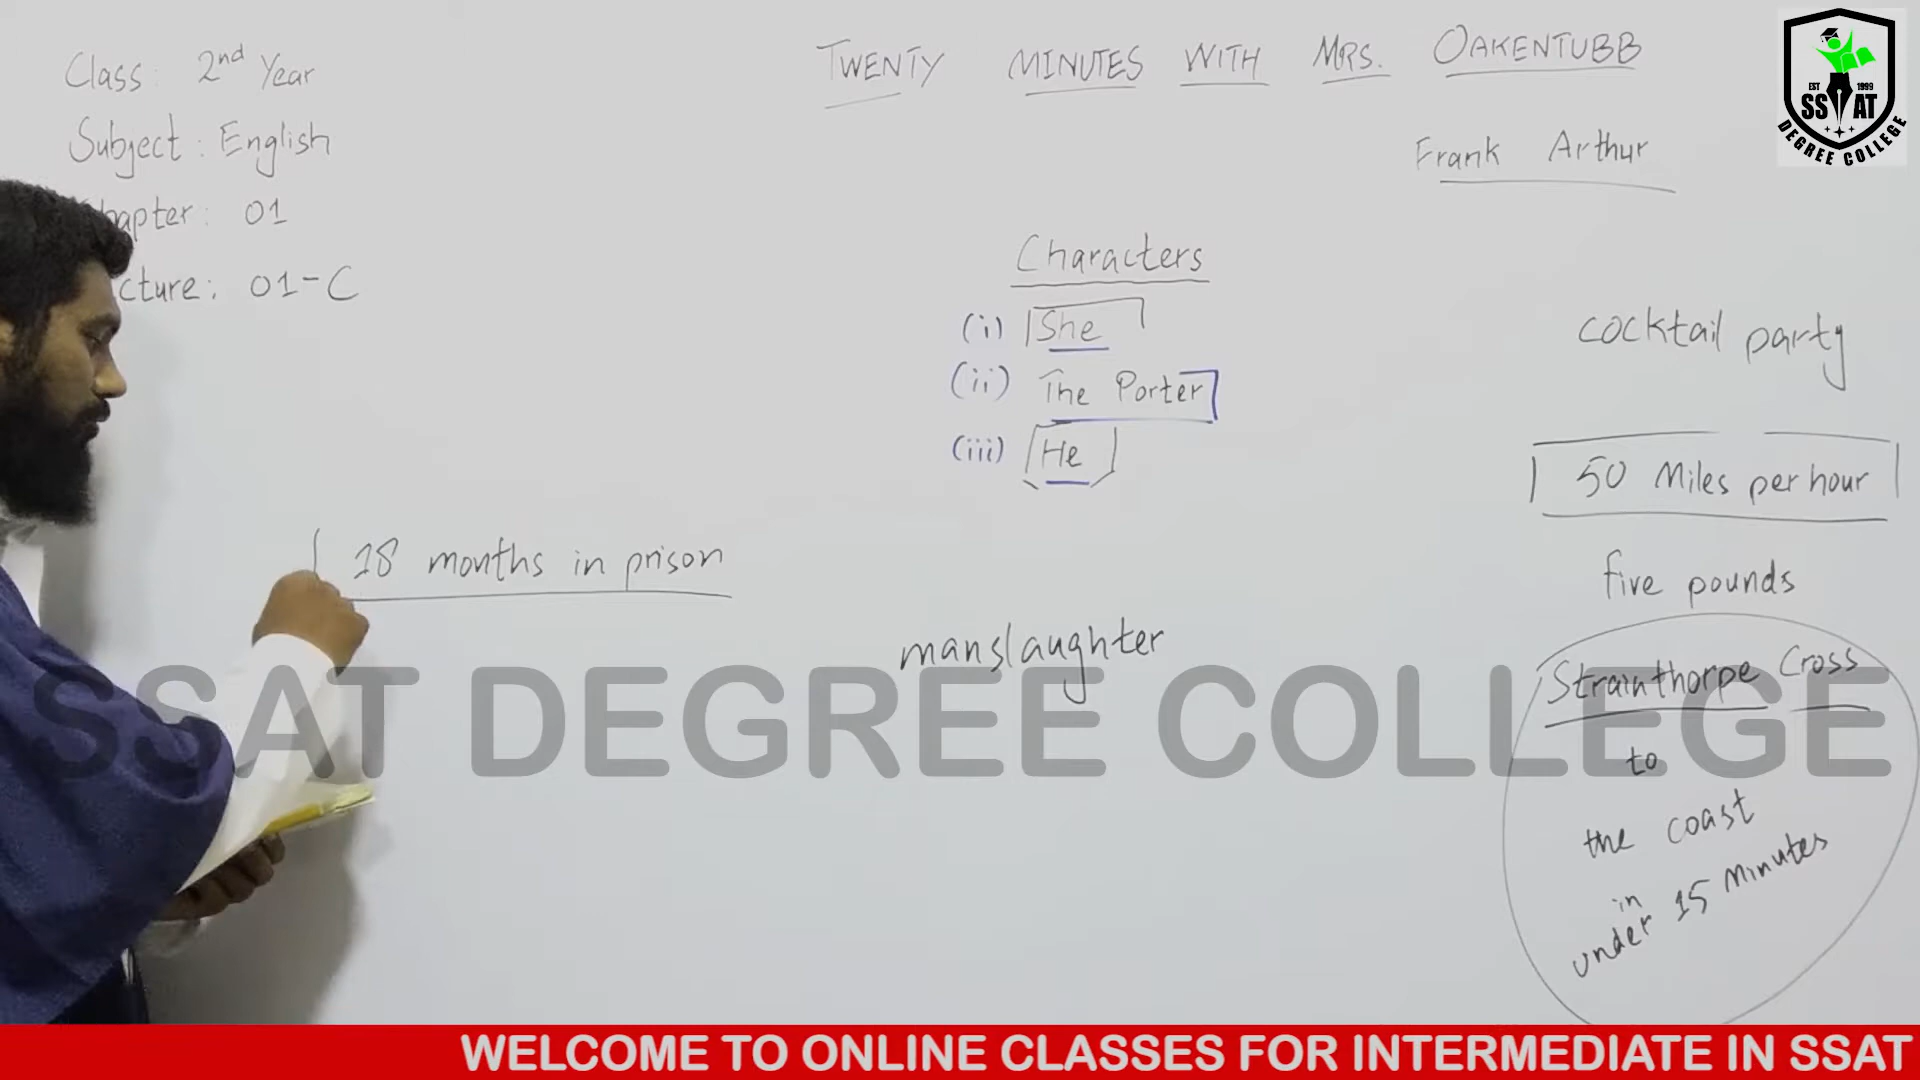 Class: 2nd Year
Subject: English
Chapter: 01
cture: 01-C
TWENTY MINUTES WITH MRS. OAKENTUBB
Frank Arthur
Characters
(i) She
(ii) The Porter
(iii) He
cocktail party
50 Miles per hour
five pounds
Strainthorpe Cross
to
the coast
in
under 15 Minutes
18 months in prison
manslaughter
EST 1999
SSAT
DEGREE COLLEGE
SSAT DEGREE COLLEGE
WELCOME TO ONLINE CLASSES FOR INTERMEDIATE IN SSAT